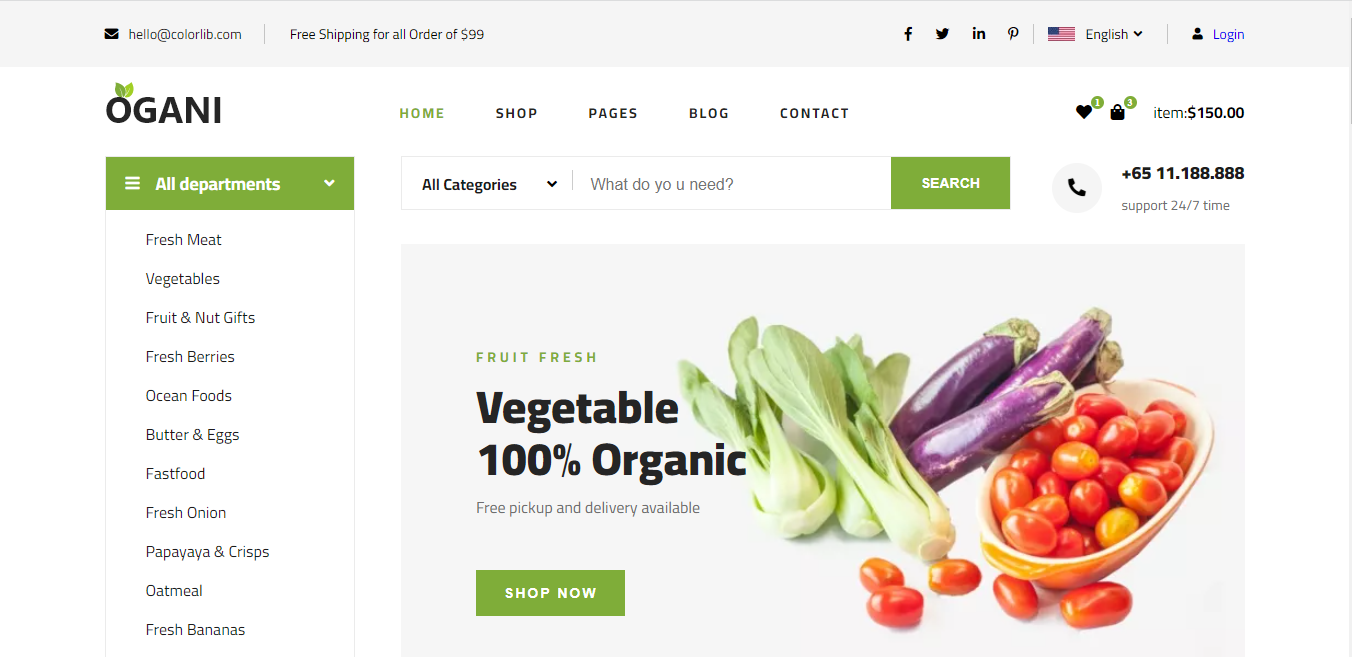 hello@colorlib.com Free Shipping for all Order of $99 English Login
OGANI HOME SHOP PAGES BLOG CONTACT 1 3 item:$150.00
All departments
All Categories What do yo u need? SEARCH
+65 11.188.888
support 24/7 time
Fresh Meat
Vegetables
Fruit & Nut Gifts
Fresh Berries
Ocean Foods
Butter & Eggs
Fastfood
Fresh Onion
Papayaya & Crisps
Oatmeal
Fresh Bananas
FRUIT FRESH
Vegetable
100% Organic
Free pickup and delivery available
SHOP NOW